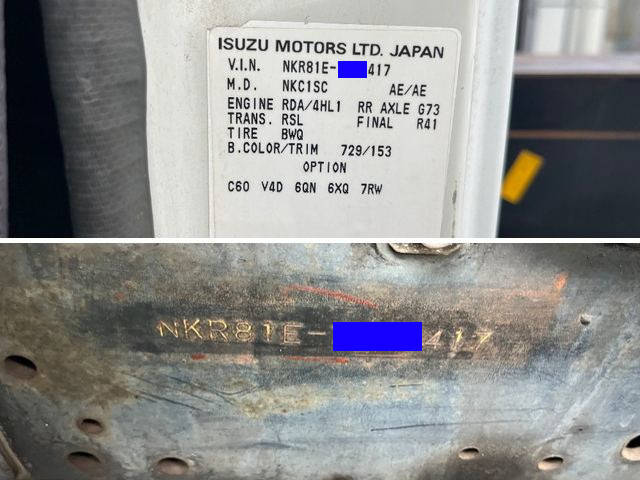 ISUZU MOTORS LTD. JAPAN
V.I.N. NKR81E- 417
M.D. NKC1SC AE/AE
ENGINE RDA/4HL1 RR AXLE G73
TRANS. RSL FINAL R41
TIRE BWQ
B.COLOR/TRIM 729/153
OPTION
C60 V4D 6QN 6XQ 7RW
NKR81E- 417